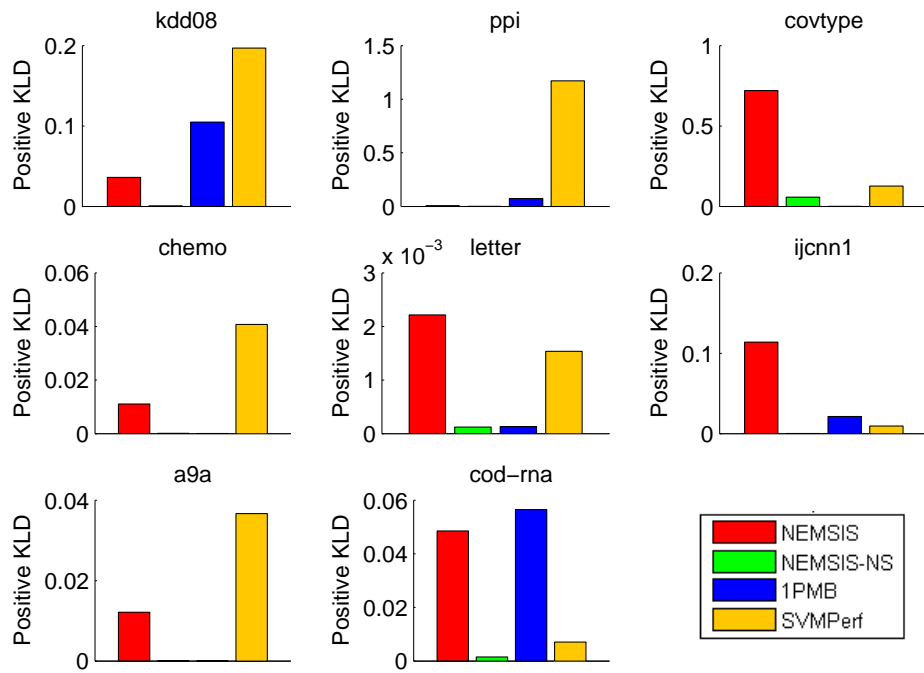 kdd08
Positive KLD
0.2
0.1
0
ppi
Positive KLD
1.5
1
0.5
0
covtype
Positive KLD
1
0.5
0
chemo
Positive KLD
0.06
0.04
0.02
0
letter
x 10⁻³
Positive KLD
3
2
1
0
ijcnn1
Positive KLD
0.2
0.1
0
a9a
Positive KLD
0.04
0.02
0
cod−rna
Positive KLD
0.06
0.04
0.02
0
NEMSIS
NEMSIS-NS
1PMB
SVMPerf